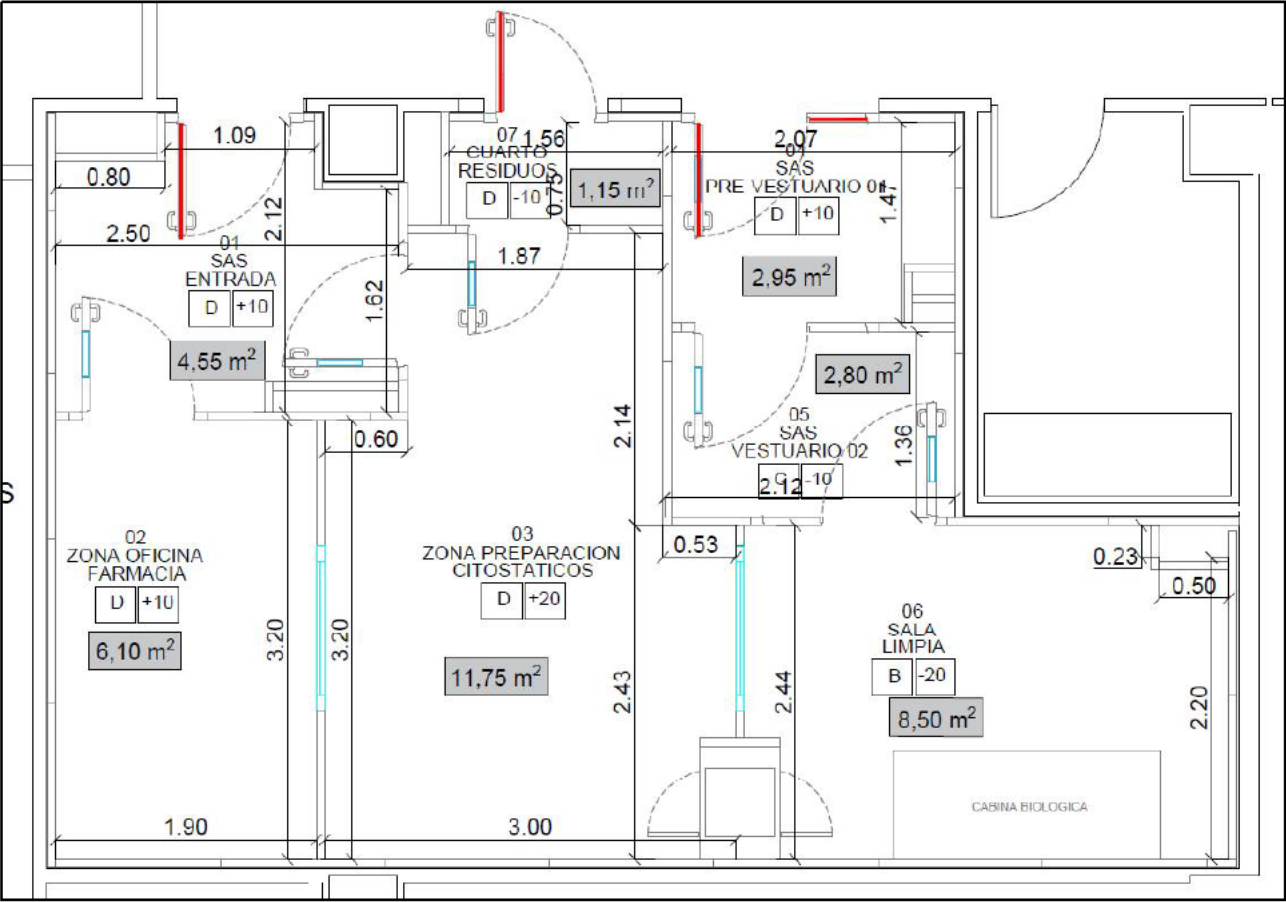 1.09
0.80
2.12
2.50
01
SAS
ENTRADA
D +10
4,55 m²
1.62
07
1.56
CUARTO
RESIDUOS
D -10
0.75
1,15 m²
1.87
2.07
04
SAS
PRE VESTUARIO 01
D +10
1.47
2,95 m²
2,80 m²
05
SAS
VESTUARIO 02
C -10
2.12
1.36
0.60
2.14
S
02
ZONA OFICINA
FARMACIA
D +10
6,10 m²
3.20
3.20
03
ZONA PREPARACION
CITOSTATICOS
D +20
11,75 m²
2.43
0.53
2.44
0.23
0.50
06
SALA
LIMPIA
B -20
8,50 m²
2.20
CABINA BIOLOGICA
1.90
3.00